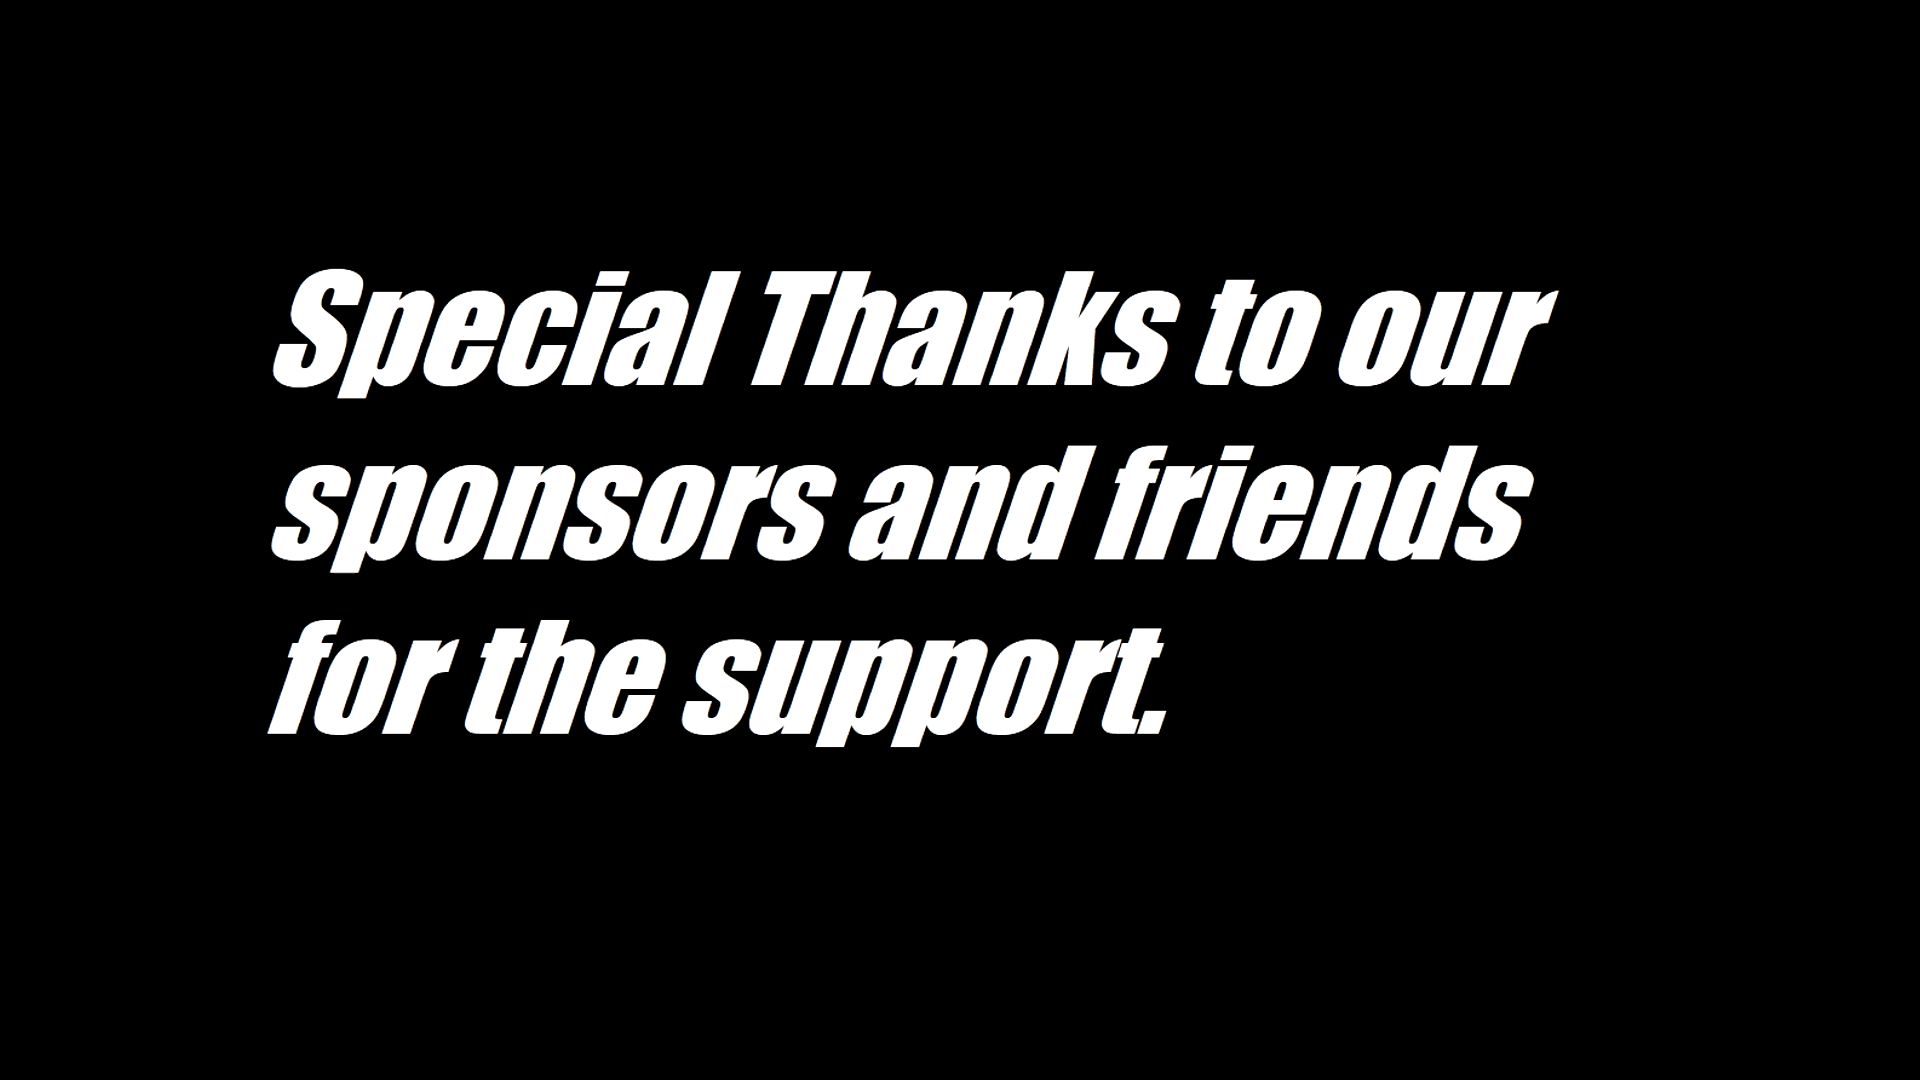 Special Thanks to our
sponsors and friends
for the support.